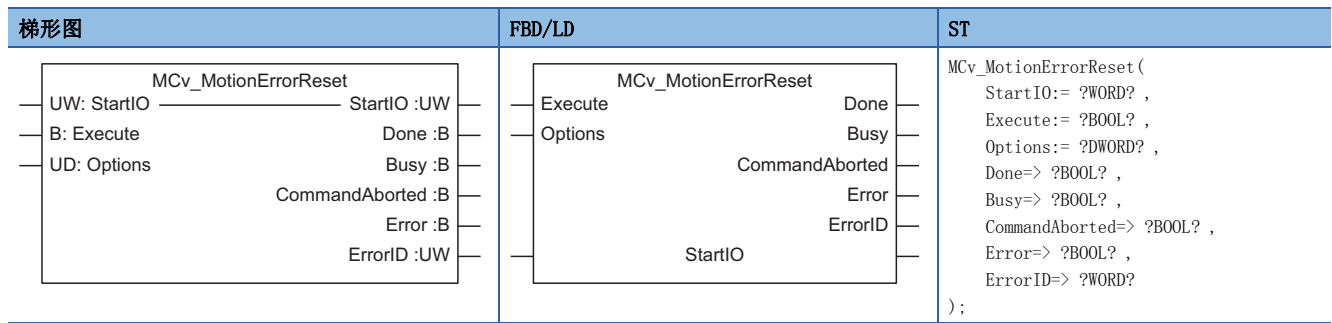 梯形图
FBD/LD
ST
MCv_MotionErrorReset
UW: StartIO
StartIO :UW
B: Execute
Done :B
UD: Options
Busy :B
CommandAborted :B
Error :B
ErrorID :UW
MCv_MotionErrorReset
Execute
Done
Options
Busy
CommandAborted
Error
ErrorID
StartIO
MCv_MotionErrorReset(
StartIO:= ?WORD? ,
Execute:= ?BOOL? ,
Options:= ?DWORD? ,
Done=> ?BOOL? ,
Busy=> ?BOOL? ,
CommandAborted=> ?BOOL? ,
Error=> ?BOOL? ,
ErrorID=> ?WORD?
);